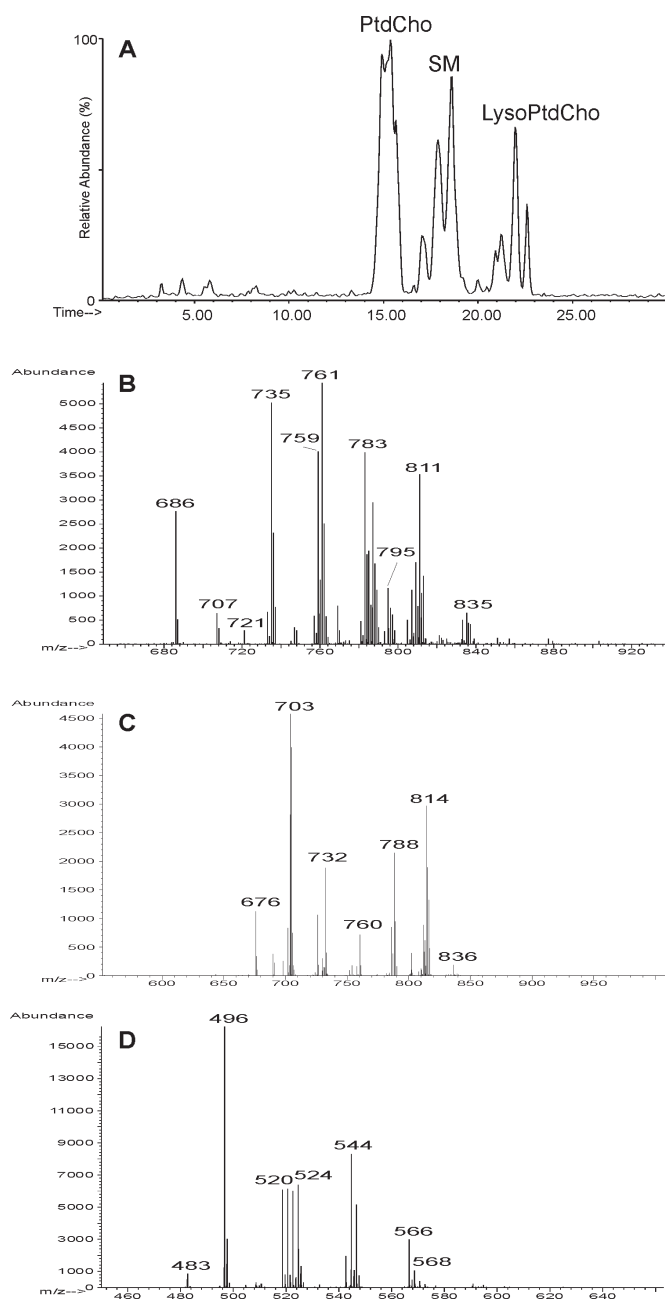 A
PtdCho
SM
LysoPtdCho
Relative Abundance (%)
100
0
Time-->
5.00 10.00 15.00 20.00 25.00
Abundance
B
5000
4500
4000
3500
3000
2500
2000
1500
1000
500
0
686
707
721
735
759
761
783
795
811
835
m/z-->
680 720 760 800 840 880 920
Abundance
C
4500
4000
3500
3000
2500
2000
1500
1000
500
0
676
703
732
760
788
814
836
m/z-->
600 650 700 750 800 850 900 950
Abundance
D
15000
13000
11000
9000
7000
5000
3000
1000
483
496
520
524
544
566
568
m/z-->
460 480 500 520 540 560 580 600 620 640